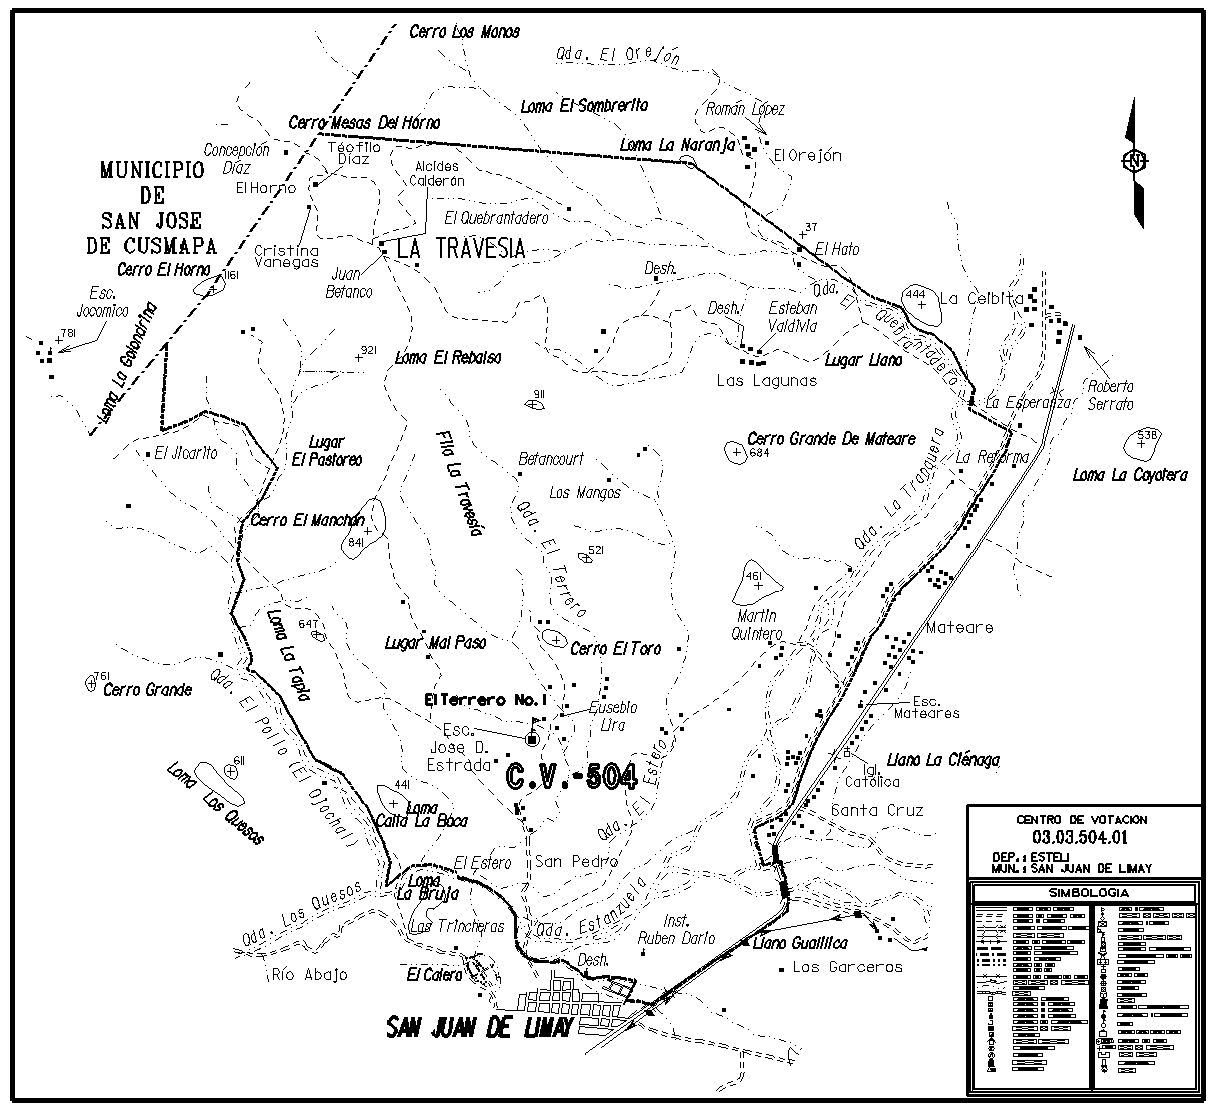 Cerro Los Monos
Qda. El Orejón
Loma El Sombrerito
Román López
Cerro Mesas Del Horno
Loma La Naranja
El Orejón
Concepción
Díaz
Teofilo
Díaz
Alcides
Calderón
N
MUNICIPIO
DE
SAN JOSE
DE CUSMAPA
El Horno
El Quebrantadero
37
El Hato
Cristina
Vanegas
LA TRAVESIA
Juan
Betanco
Cerro El Horno
1161
Desh.
Qda. El Quebrantadero
444
La Ceibita
Esc.
Jocomico
781
Loma La Golondrina
Desh.
Esteban
Valdivia
921
Loma El Rebalso
Lugar Llano
Las Lagunas
Roberto
Serrato
911
La Esperanza
538
Loma La Coyotera
El Jicarito
Lugar
El Pastoreo
Fila La Travesía
Cerro Grande De Mateare
684
Betancourt
Los Mangos
La Reforma
Qda. La Tranquera
Cerro El Manchón
841
Qda. El Terrero
521
461
Martin
Quintero
Mateare
Loma La Tapia
647
Lugar Mal Paso
Cerro El Toro
761
Cerro Grande
Qda. El Pollo (El Ojochal)
El Terrero No. 1
Eusebio
Lira
Esc.
Mateares
Esc.
Jose D.
Estrada
C.V.-504
Qda. El Estero
Llano La Ciénaga
Igl.
Católica
611
Loma Los Quesos
441
Loma
Caita La Boca
Santa Cruz
San Pedro
El Estero
Loma
La Bruja
Qda. Los Quesos
Las Trincheras
Qda. Estanzuela
Inst.
Ruben Dario
Llano Guaililica
Río Abajo
El Calero
Desh.
Los Garceros
SAN JUAN DE LIMAY
CENTRO DE VOTACION
03.03.504.01
DEP.: ESTELI
MUN.: SAN JUAN DE LIMAY
SIMBOLOGIA